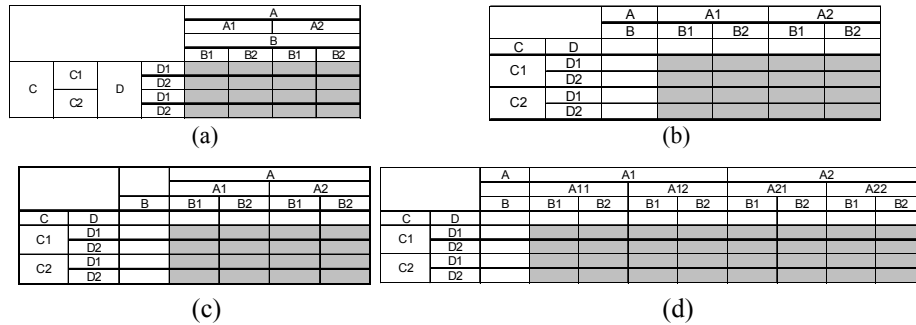 A
A1 A2
B
B1 B2 B1 B2
C C1 D D1
D2
C2 D1
D2
(a)
A A1 A2
B B1 B2 B1 B2
C D
C1 D1
D2
C2 D1
D2
(b)
A
A1 A2
B B1 B2 B1 B2
C D
C1 D1
D2
C2 D1
D2
(c)
A A1 A2
A11 A12 A21 A22
B B1 B2 B1 B2 B1 B2 B1 B2
C D
C1 D1
D2
C2 D1
D2
(d)